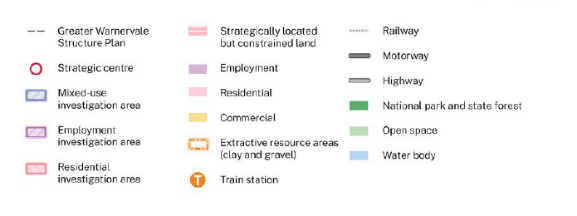 Greater Warnervale
Structure Plan
Strategic centre
Mixed-use
investigation area
Employment
investigation area
Residential
investigation area
Strategically located
but constrained land
Employment
Residential
Commercial
Extractive resource areas
(clay and gravel)
T
Train station
Railway
Motorway
Highway
National park and state forest
Open space
Water body